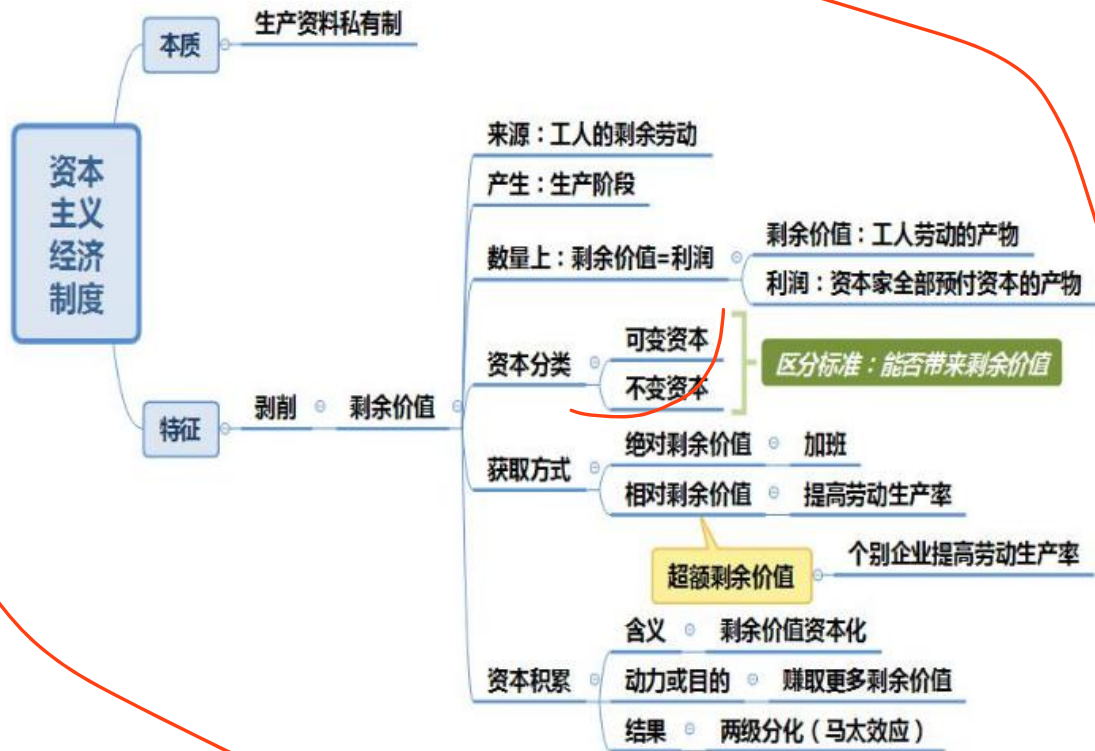 本质
生产资料私有制
资本
主义
经济
制度
特征
剥削
剩余价值
来源：工人的剩余劳动
产生：生产阶段
数量上：剩余价值=利润
剩余价值：工人劳动的产物
利润：资本家全部预付资本的产物
资本分类
可变资本
不变资本
区分标准：能否带来剩余价值
获取方式
绝对剩余价值
加班
相对剩余价值
提高劳动生产率
超额剩余价值
个别企业提高劳动生产率
资本积累
含义
剩余价值资本化
动力或目的
赚取更多剩余价值
结果
两级分化（马太效应）